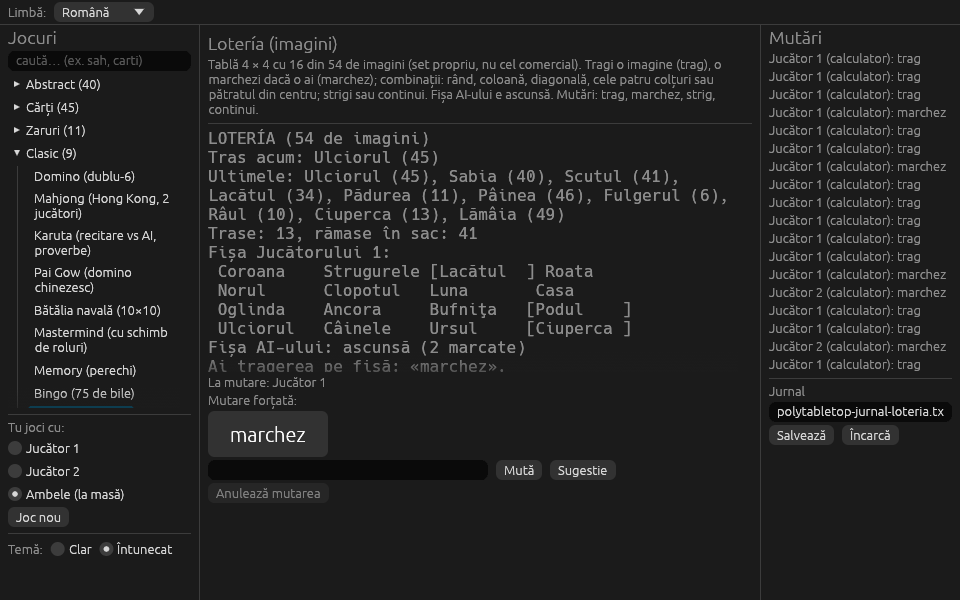 Limbă: Română
Jocuri
caută... (ex. sah, carti)
Abstract (40)
Cărți (45)
Zaruri (11)
Clasic (9)
Domino (dublu-6)
Mahjong (Hong Kong, 2
jucători)
Karuta (recitare vs AI,
proverbe)
Pai Gow (domino
chinezesc)
Bătălia navală (10×10)
Mastermind (cu schimb
de roluri)
Memory (perechi)
Bingo (75 de bile)
Tu joci cu:
Jucător 1
Jucător 2
Ambele (la masă)
Joc nou
Temă: Clar Întunecat
Lotería (imagini)
Tablă 4 × 4 cu 16 din 54 de imagini (set propriu, nu cel comercial). Tragi o imagine (trag), o
marchezi dacă o ai (marchez); combinații: rând, coloană, diagonală, cele patru colțuri sau
pătratul din centru; strigi sau continui. Fișa AI-ului e ascunsă. Mutări: trag, marchez, strig,
continui.
LOTERÍA (54 de imagini)
Tras acum: Ulciorul (45)
Ultimele: Ulciorul (45), Sabia (40), Scutul (41),
Lacătul (34), Pădurea (11), Pâinea (46), Fulgerul (6),
Râul (10), Ciuperca (13), Lămâia (49)
Trase: 13, rămase în sac: 41
Fișa Jucătorului 1:
Coroana Strugurele [Lacătul ] Roata
Norul Clopotul Luna Casa
Oglinda Ancora Bufnița [Podul ]
Ulciorul Câinele Ursul [Ciuperca ]
Fișa AI-ului: ascunsă (2 marcate)
Ai tragerea pe fișă: «marchez».
La mutare: Jucător 1
Mutare forțată:
marchez
Mută Sugestie
Anulează mutarea
Mutări
Jucător 1 (calculator): trag
Jucător 1 (calculator): trag
Jucător 1 (calculator): trag
Jucător 1 (calculator): marchez
Jucător 1 (calculator): trag
Jucător 1 (calculator): trag
Jucător 1 (calculator): marchez
Jucător 1 (calculator): trag
Jucător 1 (calculator): trag
Jucător 1 (calculator): trag
Jucător 1 (calculator): trag
Jucător 1 (calculator): trag
Jucător 1 (calculator): marchez
Jucător 2 (calculator): marchez
Jucător 1 (calculator): trag
Jucător 1 (calculator): trag
Jucător 2 (calculator): marchez
Jucător 1 (calculator): trag
Jurnal
polytabletop-jurnal-loteria.tx
Salvează Încarcă